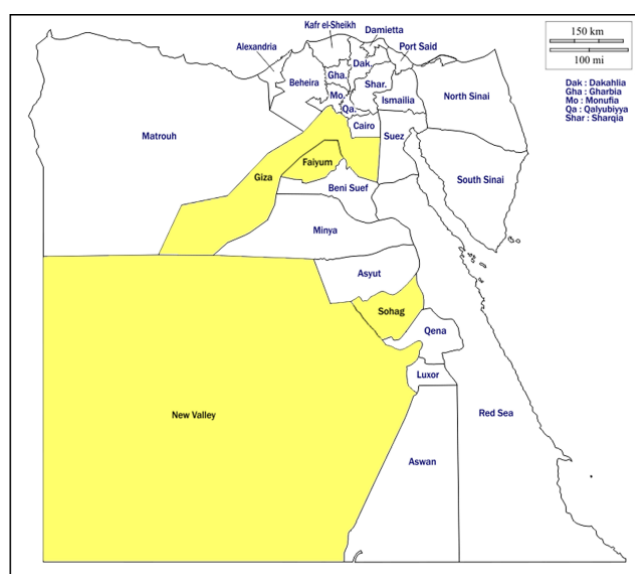 Kafr el-Sheikh
Damietta
Alexandria
Port Said
Dak.
Beheira
Gha.
Shar.
Mo.
Qa.
Ismailia
North Sinai
Cairo
Matrouh
Suez
Faiyum
Giza
Beni Suef
South Sinai
Minya
Asyut
Sohag
Qena
Luxor
New Valley
Red Sea
Aswan
150 km
100 mi
Dak : Dakahlia
Gha : Gharbia
Mo : Monufia
Qa : Qalyubiyya
Shar : Sharqia